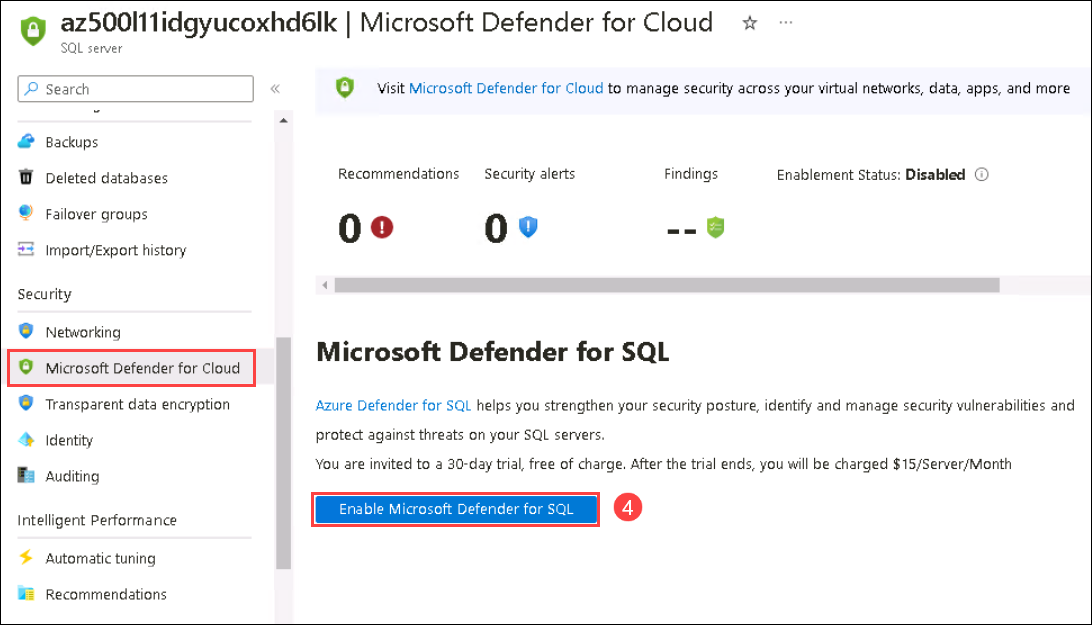 az500l11idgyucoxhd6lk | Microsoft Defender for Cloud ☆ ...
SQL server
Search «
Visit Microsoft Defender for Cloud to manage security across your virtual networks, data, apps, and more
Backups
Deleted databases
Failover groups
Import/Export history
Security
Networking
Microsoft Defender for Cloud
Transparent data encryption
Identity
Auditing
Intelligent Performance
Automatic tuning
Recommendations
Recommendations Security alerts Findings Enablement Status: Disabled
0 0 --
Microsoft Defender for SQL
Azure Defender for SQL helps you strengthen your security posture, identify and manage security vulnerabilities and
protect against threats on your SQL servers.
You are invited to a 30-day trial, free of charge. After the trial ends, you will be charged $15/Server/Month
Enable Microsoft Defender for SQL 4